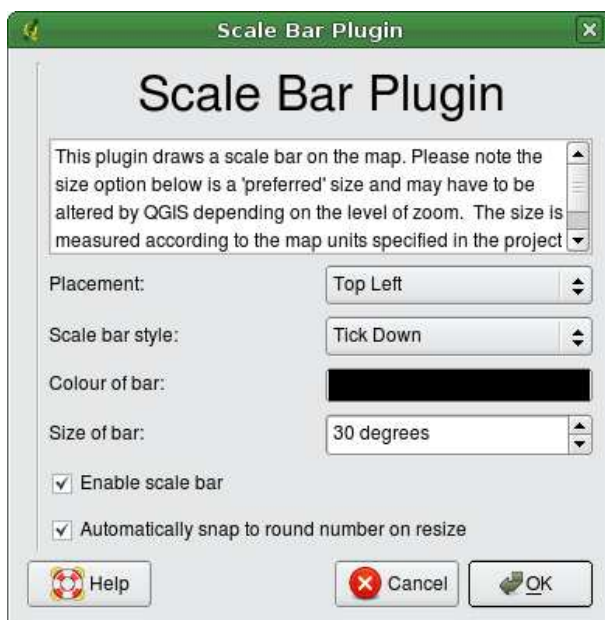 Scale Bar Plugin
Scale Bar Plugin
This plugin draws a scale bar on the map. Please note the
size option below is a 'preferred' size and may have to be
altered by QGIS depending on the level of zoom. The size is
measured according to the map units specified in the project
Placement: Top Left
Scale bar style: Tick Down
Colour of bar:
Size of bar: 30 degrees
Enable scale bar
Automatically snap to round number on resize
Help Cancel OK